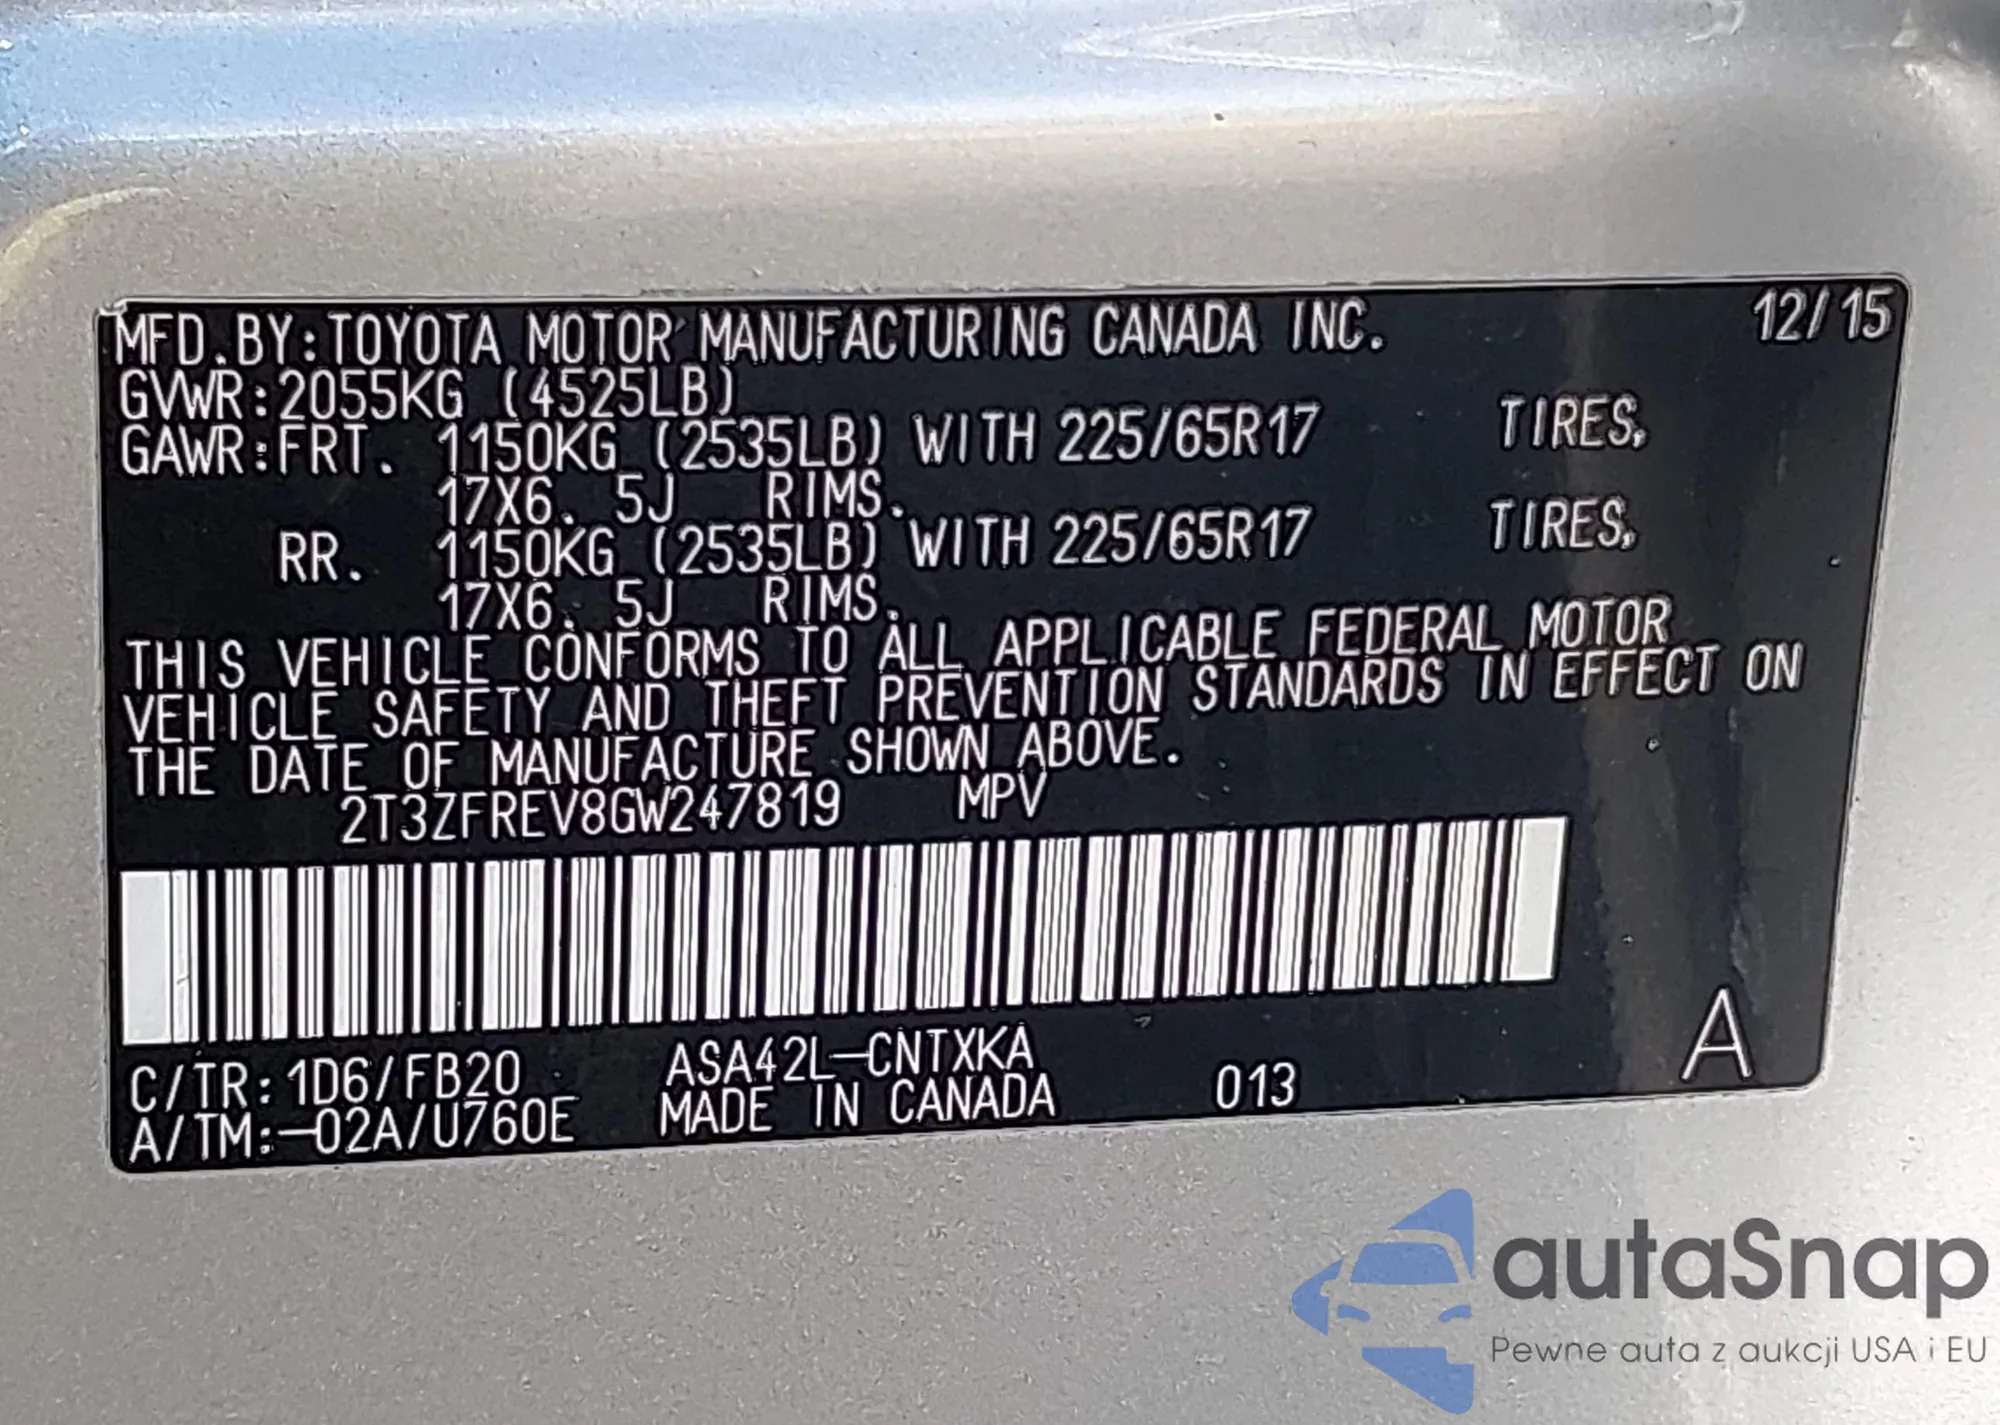 MFD.BY:TOYOTA MOTOR MANUFACTURING CANADA INC. 12/15
GVWR:2055KG (4525LB)
GAWR:FRT. 1150KG (2535LB) WITH 225/65R17 TIRES,
17X6.5J RIMS.
RR. 1150KG (2535LB) WITH 225/65R17 TIRES,
17X6.5J RIMS.
THIS VEHICLE CONFORMS TO ALL APPLICABLE FEDERAL MOTOR
VEHICLE SAFETY AND THEFT PREVENTION STANDARDS IN EFFECT ON
THE DATE OF MANUFACTURE SHOWN ABOVE.
2T3ZFREV8GW247819 MPV
C/TR:1D6/FB20 ASA42L-CNTXKA
A/TM:-02A/U760E MADE IN CANADA 013 A
autaSnap
Pewne auta z aukcji USA i EU